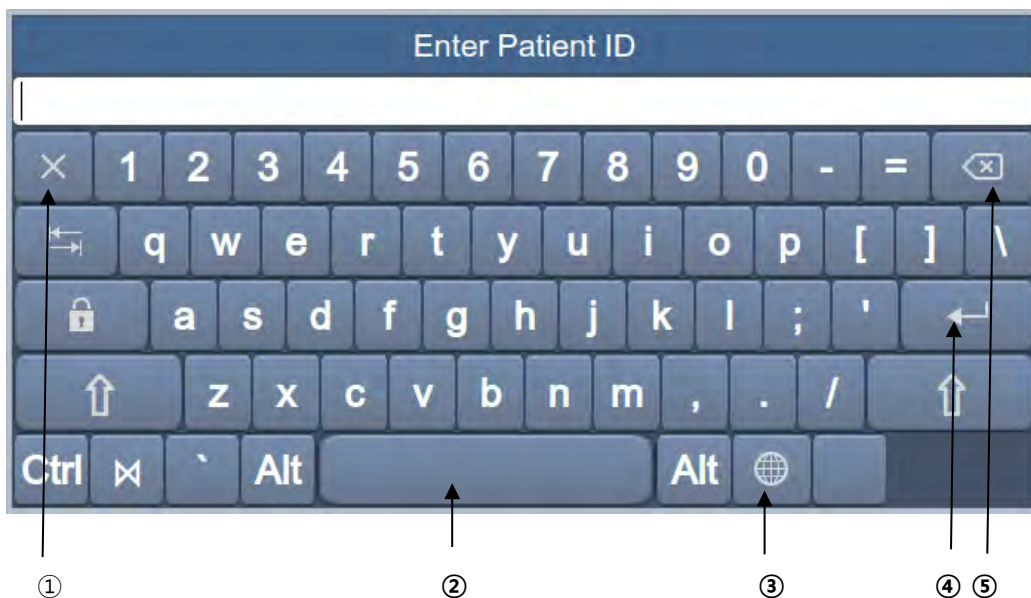 Enter Patient ID
1 2 3 4 5 6 7 8 9 0 - =
q w e r t y u i o p [ ] \
a s d f g h j k l ; '
z x c v b n m , . /
Ctrl ⋈ ` Alt Alt
① ② ③ ④ ⑤